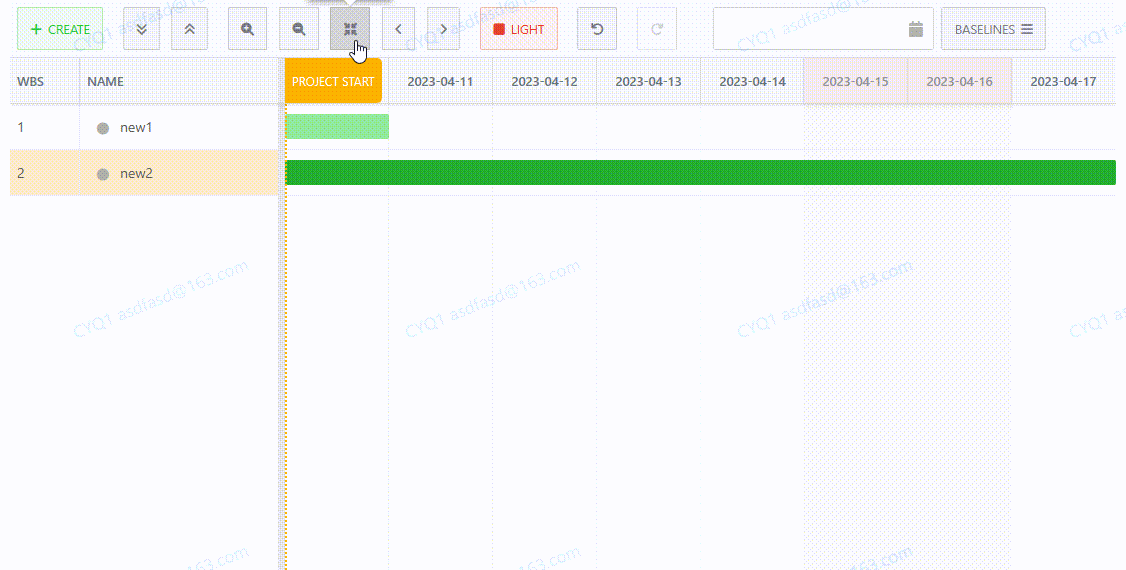 CREATE LIGHT BASELINES
WBS NAME PROJECT START 2023-04-11 2023-04-12 2023-04-13 2023-04-14 2023-04-15 2023-04-16 2023-04-17
1 new1
2 new2
CYQ1 asdfasd@163.com CYQ1 asdfasd@163.com CYQ1 asdfasd@163.com CYQ1
CYQ1 asdfasd@163.com CYQ1 asdfasd@163.com CYQ1 asdfasd@163.com CYQ1 asdfas